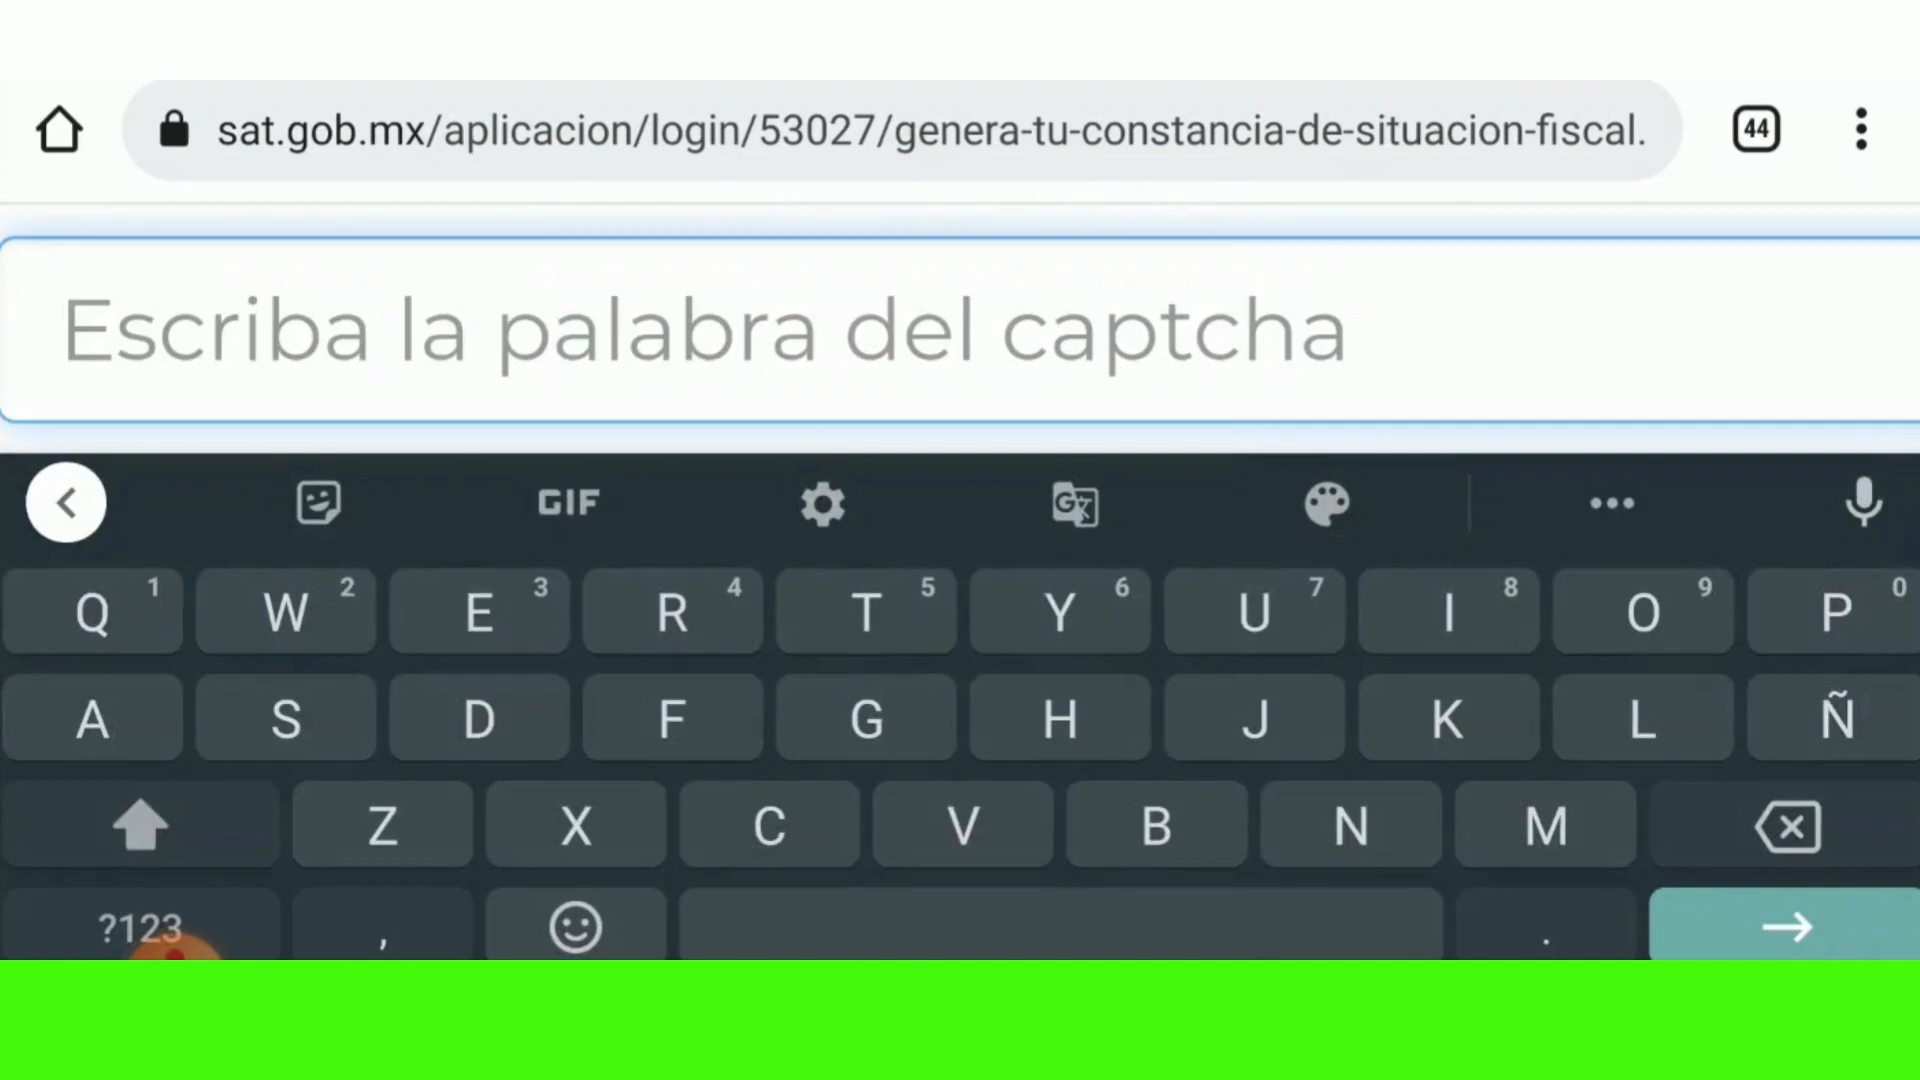 sat.gob.mx/aplicacion/login/53027/genera-tu-constancia-de-situacion-fiscal.
44
Escriba la palabra del captcha
GIF
G
Q 1 W 2 E 3 R 4 T 5 Y 6 U 7 I 8 O 9 P 0
A S D F G H J K L Ñ
Z X C V B N M
?123 , .